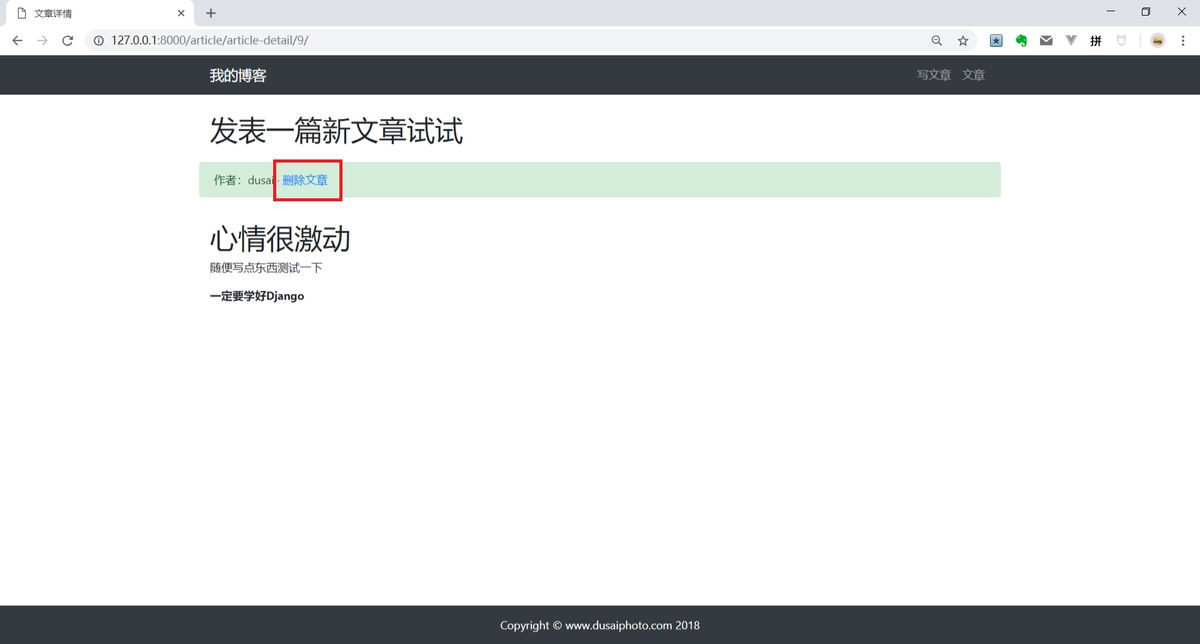 文章详情
127.0.0.1:8000/article/article-detail/9/
拼
我的博客
写文章 文章
发表一篇新文章试试
作者：dusai · 删除文章
心情很激动
随便写点东西测试一下
一定要学好Django
Copyright © www.dusaiphoto.com 2018